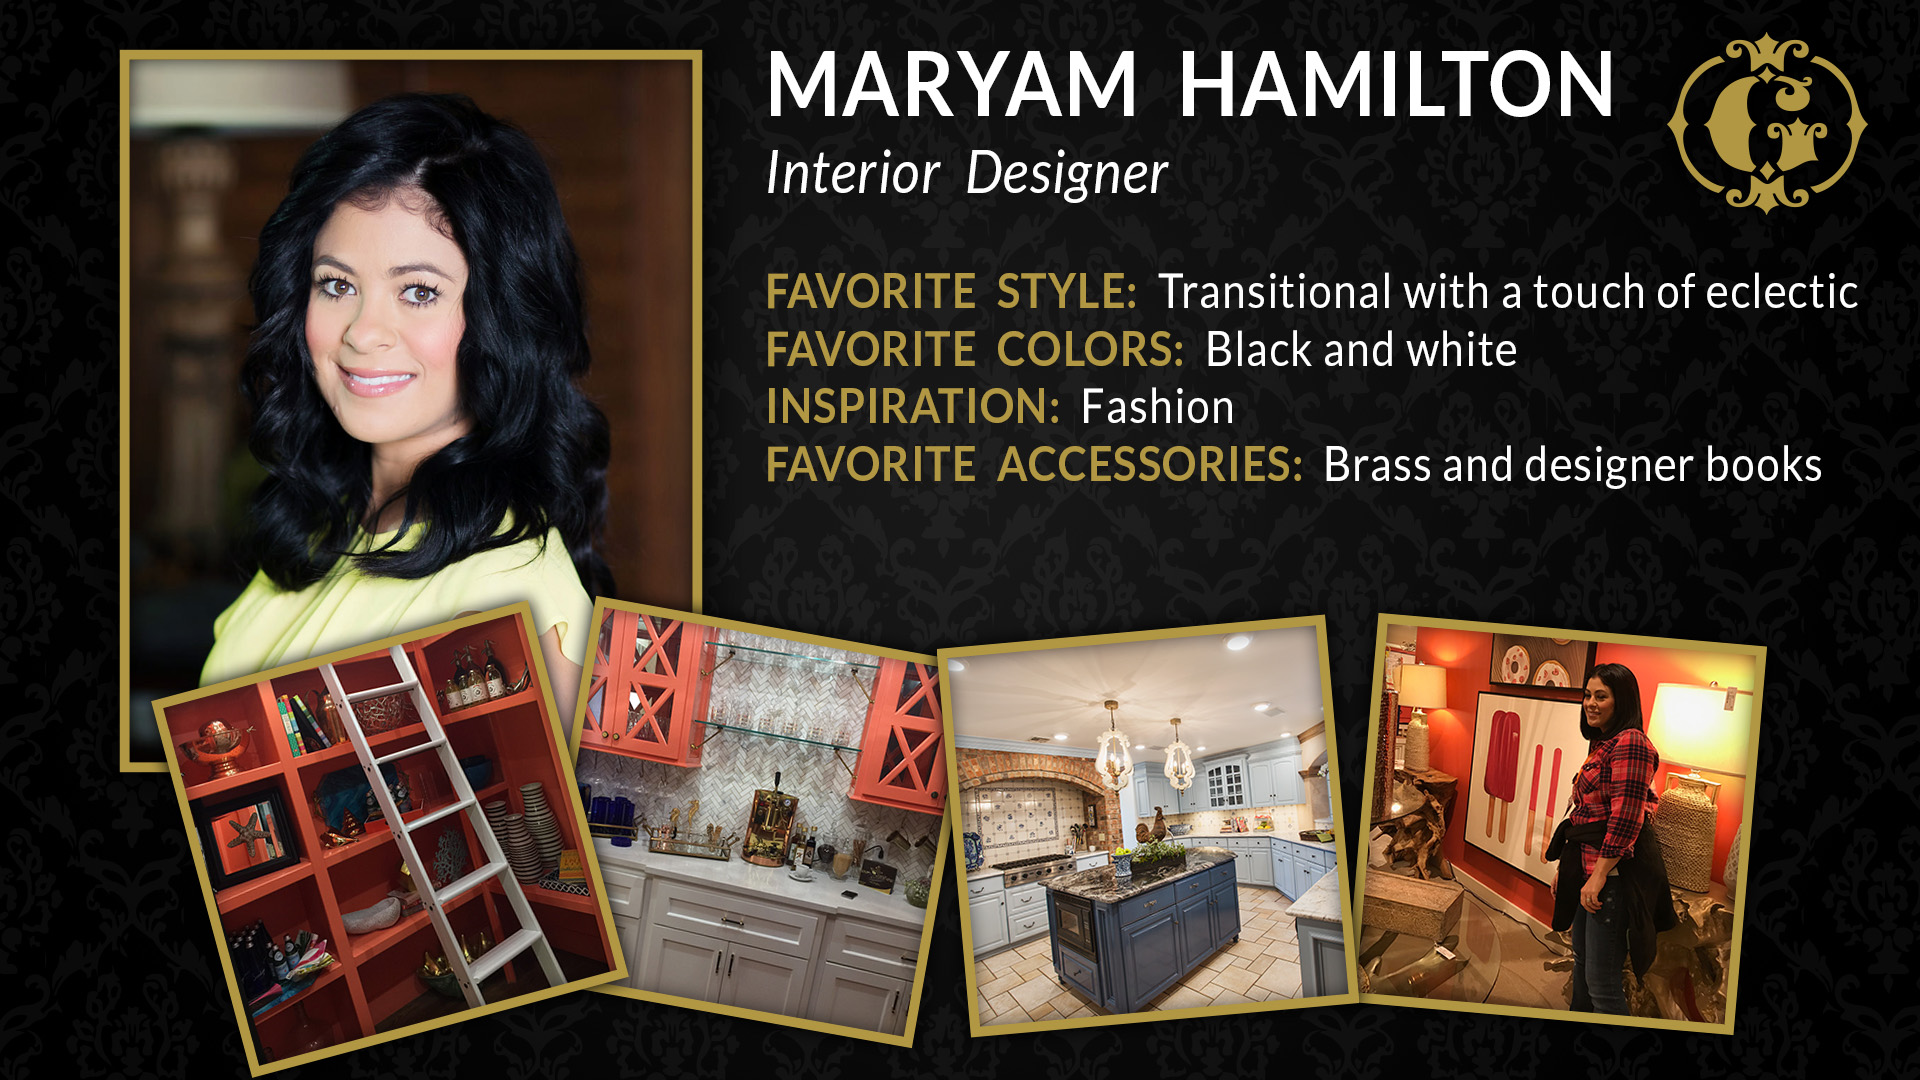 MARYAM HAMILTON
Interior Designer
G
FAVORITE STYLE: Transitional with a touch of eclectic
FAVORITE COLORS: Black and white
INSPIRATION: Fashion
FAVORITE ACCESSORIES: Brass and designer books